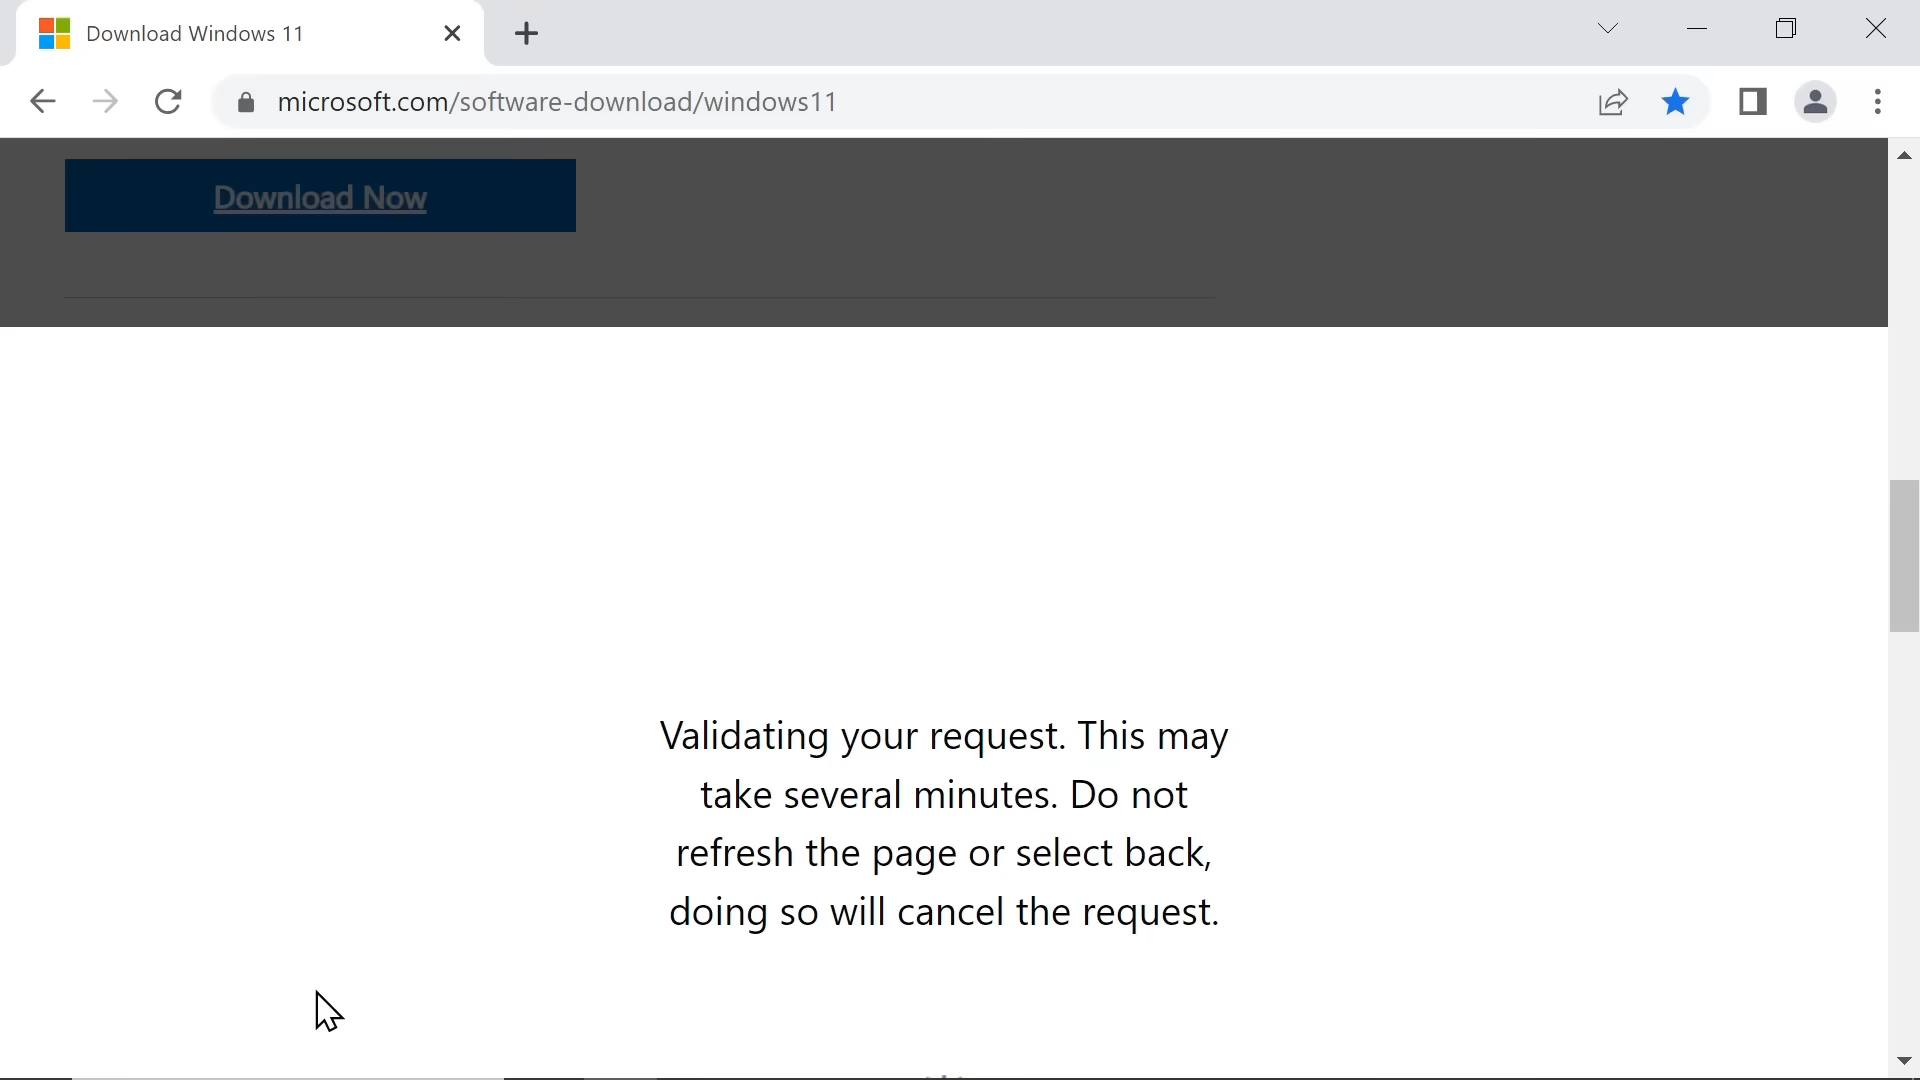 Download Windows 11
microsoft.com/software-download/windows11
Download Now
Validating your request. This may
take several minutes. Do not
refresh the page or select back,
doing so will cancel the request.